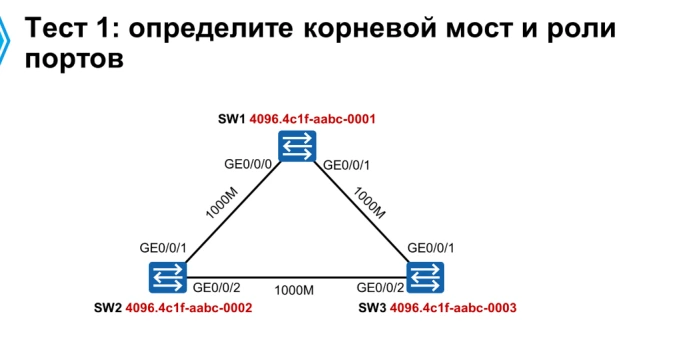 Тест 1: определите корневой мост и роли
портов
SW1 4096.4c1f-aabc-0001
GE0/0/0
GE0/0/1
1000M
1000M
GE0/0/1
GE0/0/1
GE0/0/2
1000M
GE0/0/2
SW2 4096.4c1f-aabc-0002
SW3 4096.4c1f-aabc-0003